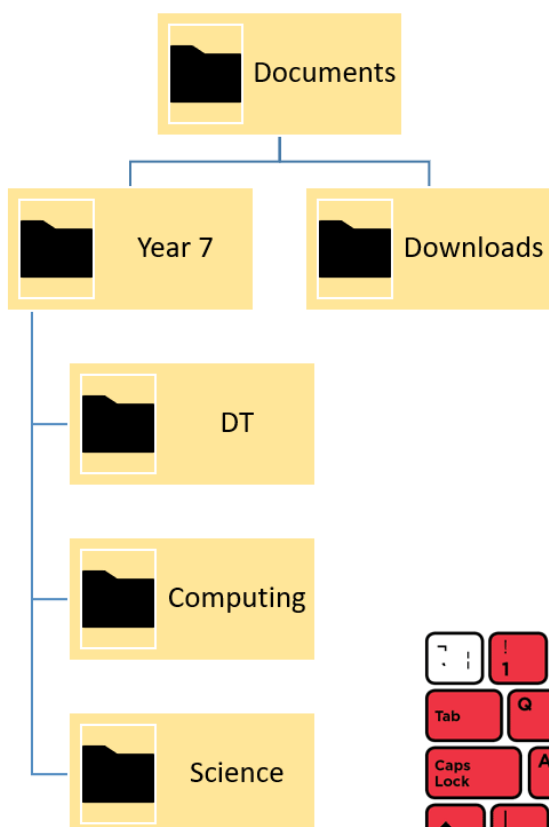 Documents
Year 7
Downloads
DT
Computing
Science
¬ ¦
`
!
1
Tab
Q
Caps
Lock
A